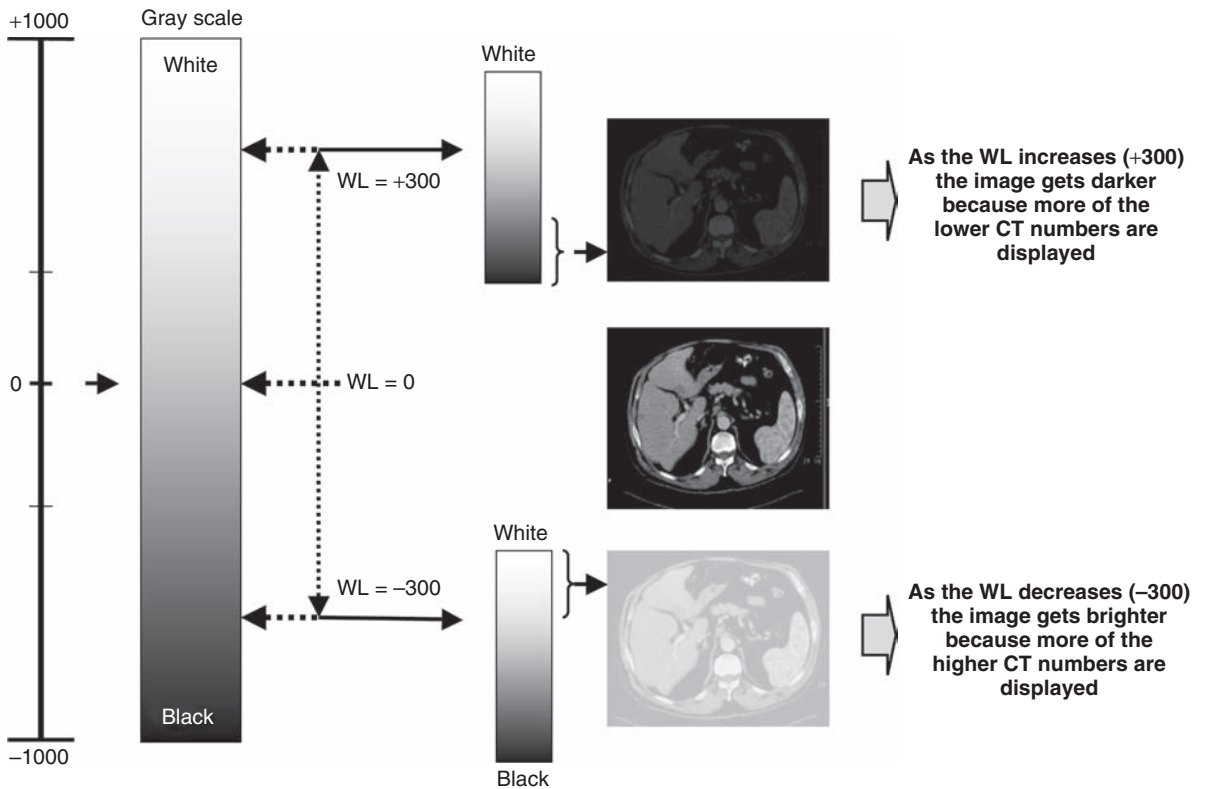 +1000
Gray scale
White
White
WL = +300
As the WL increases (+300)
the image gets darker
because more of the
lower CT numbers are
displayed
0
WL = 0
White
WL = –300
As the WL decreases (–300)
the image gets brighter
because more of the
higher CT numbers are
displayed
Black
–1000
Black